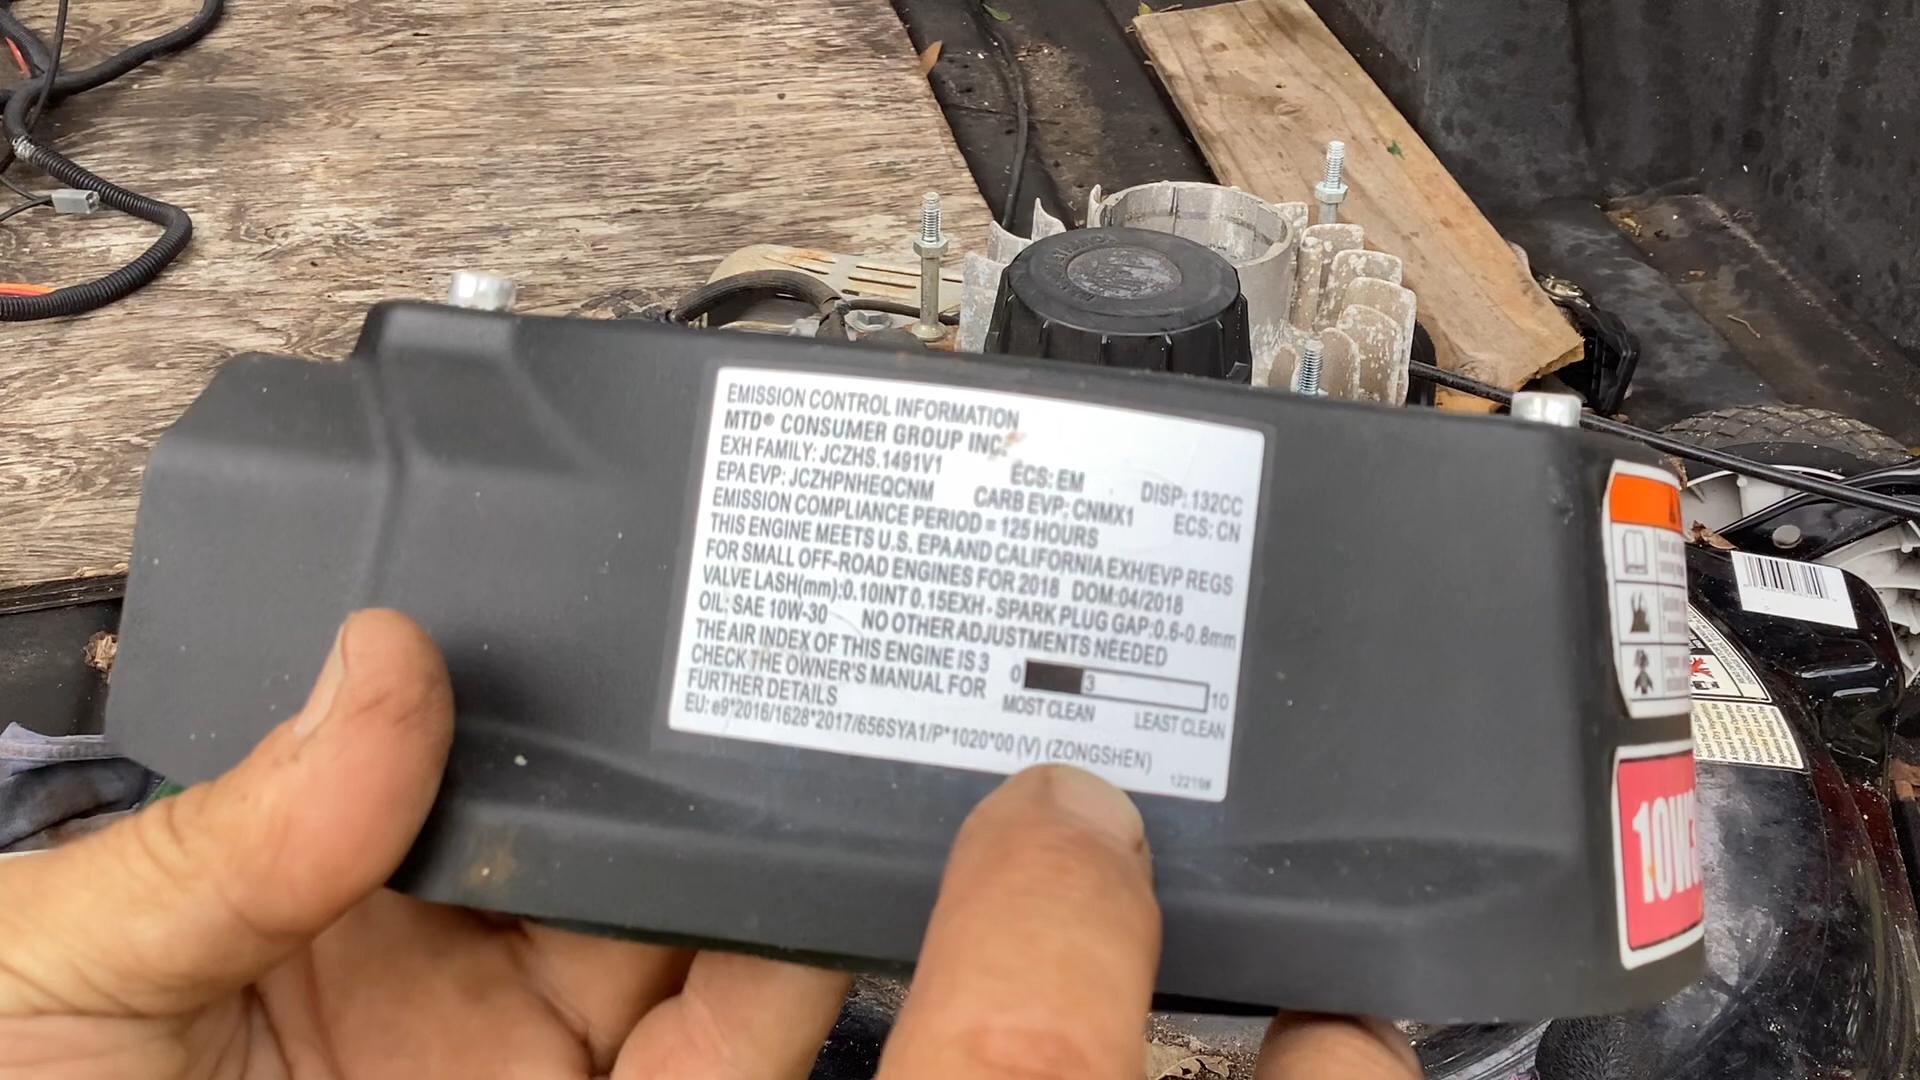 EMISSION CONTROL INFORMATION
MTD® CONSUMER GROUP INC.
EXH FAMILY: JCZHS.1491V1 ECS: EM DISP: 132CC
EPA EVP: JCZHPNHEQCNM CARB EVP: CNMX1 ECS: CN
EMISSION COMPLIANCE PERIOD = 125 HOURS
THIS ENGINE MEETS U.S. EPA AND CALIFORNIA EXH/EVP REGS
FOR SMALL OFF-ROAD ENGINES FOR 2018 DOM:04/2018
VALVE LASH(mm):0.10INT 0.15EXH - SPARK PLUG GAP:0.6-0.8mm
OIL: SAE 10W-30 NO OTHER ADJUSTMENTS NEEDED
THE AIR INDEX OF THIS ENGINE IS 3
CHECK THE OWNER'S MANUAL FOR
FURTHER DETAILS
0 3 10
MOST CLEAN LEAST CLEAN
EU: e9*2016/1628*2017/656SYA1/P*1020*00 (V) (ZONGSHEN)
10W